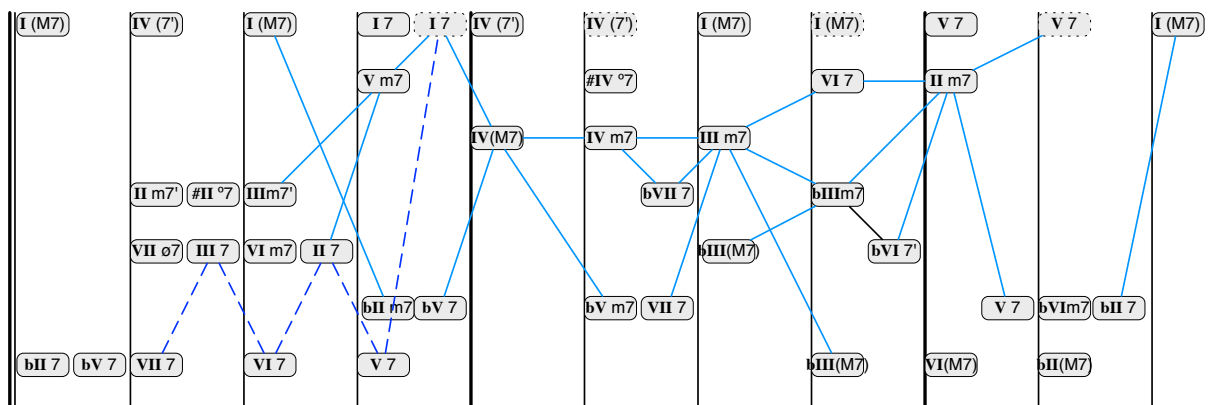 I (M7) IV (7') I (M7) I 7 I 7 IV (7') IV (7') I (M7) I (M7) V 7 V 7 I (M7)
V m7 #IV º7 VI 7 II m7
IV(M7) IV m7 III m7
II m7' #II º7 IIIm7' bVII 7 bIIIm7
VII ø7 III 7 VI m7 II 7 bIII(M7) bVI 7'
bII m7 bV 7 bV m7 VII 7 V 7 bVIm7 bII 7
bII 7 bV 7 VII 7 VI 7 V 7 bIII(M7) VI(M7) bII(M7)